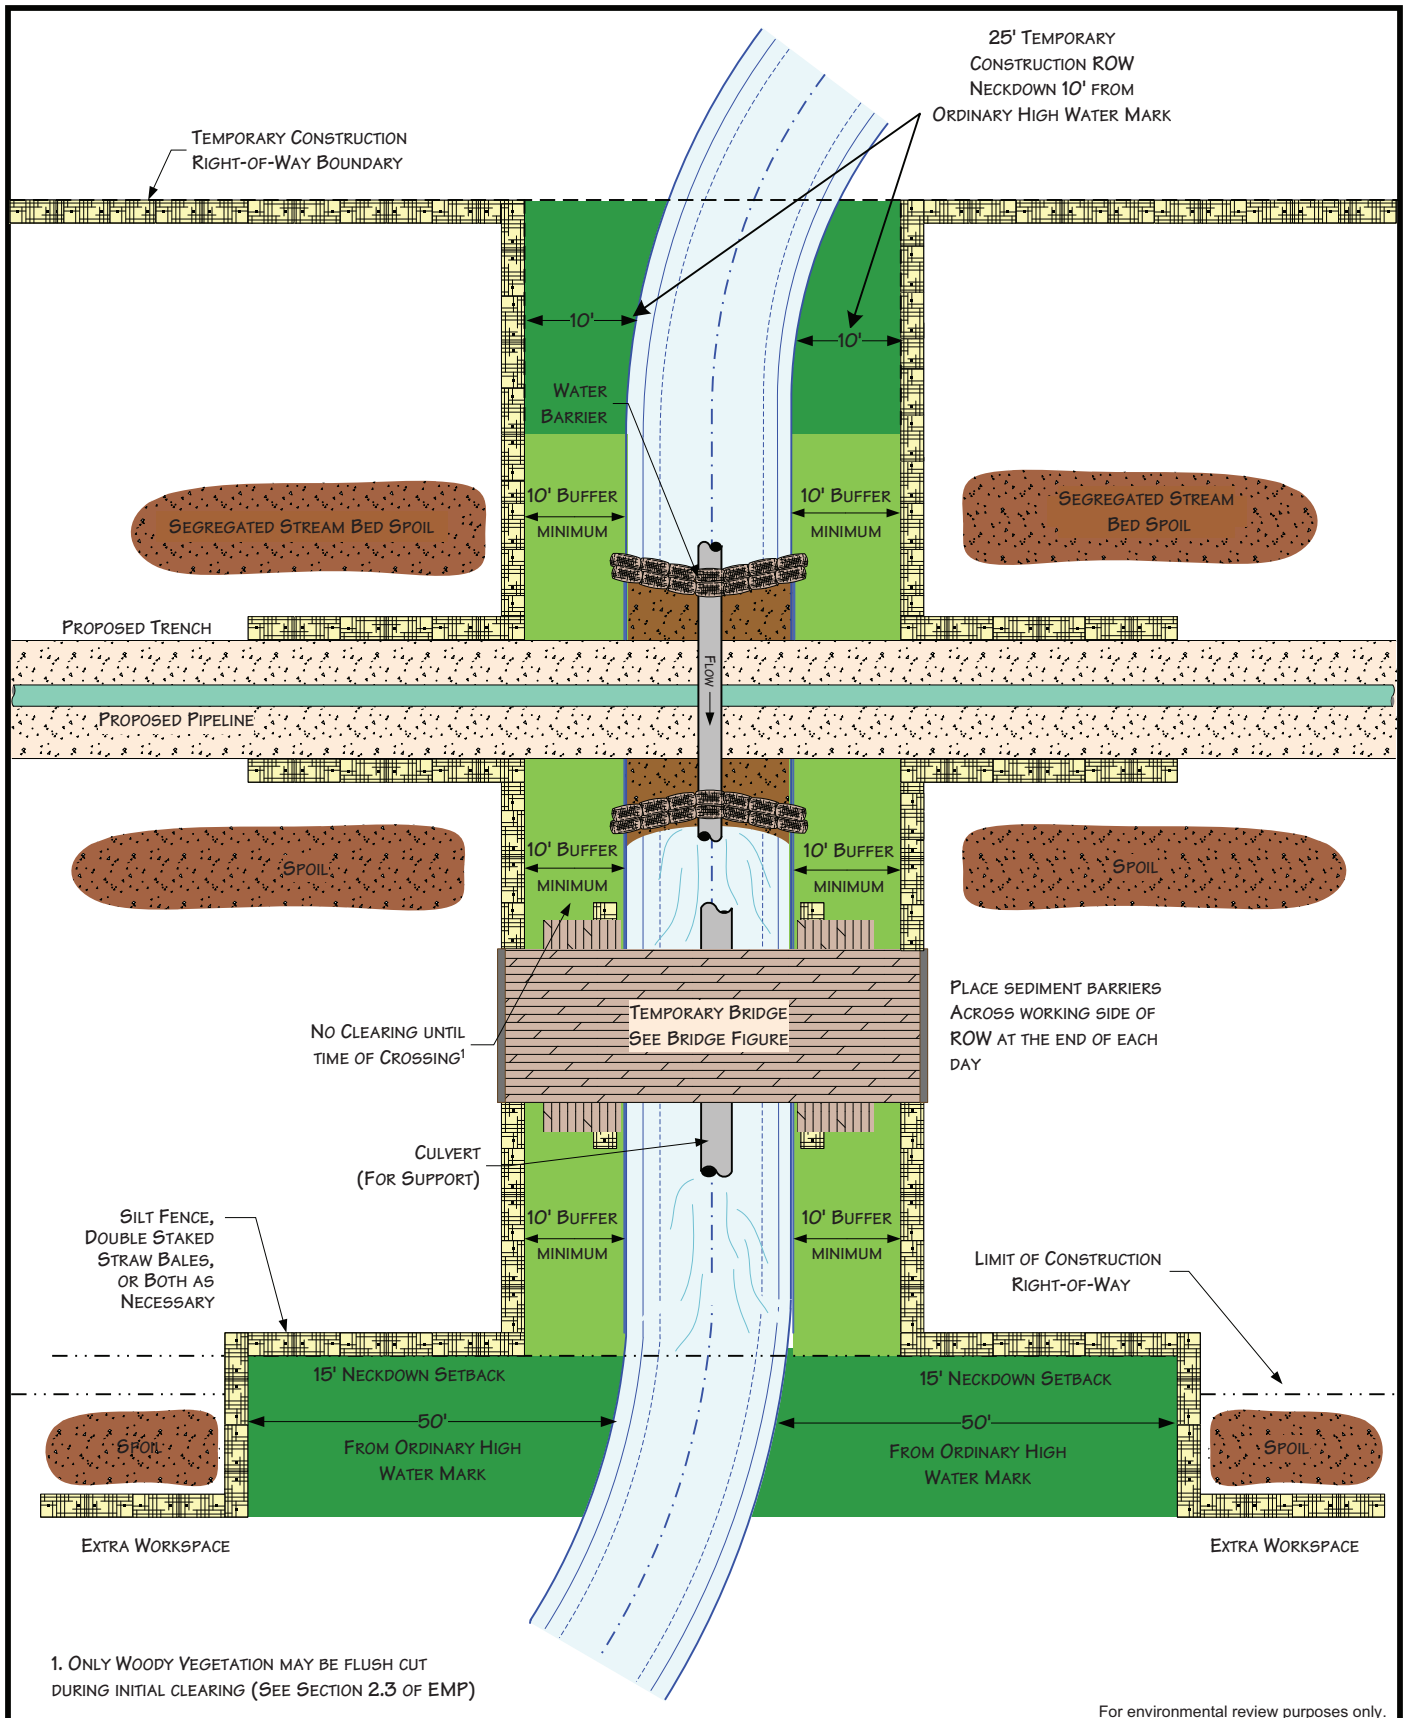 25' Temporary
Construction ROW
Neckdown 10' from
Ordinary High Water Mark
Temporary Construction
Right-of-Way Boundary
10'
10'
Water
Barrier
10' Buffer
minimum
10' Buffer
minimum
Segregated Stream Bed Spoil
Segregated Stream
Bed Spoil
Proposed Trench
Flow
Proposed Pipeline
Spoil
10' Buffer
minimum
10' Buffer
minimum
Spoil
No Clearing until
time of Crossing¹
Temporary Bridge
See Bridge Figure
Place sediment barriers
Across working side of
ROW at the end of each
day
Culvert
(For Support)
Silt Fence,
Double Staked
Straw Bales,
or Both as
Necessary
10' Buffer
minimum
10' Buffer
minimum
Limit of Construction
Right-of-Way
15' Neckdown Setback
15' Neckdown Setback
50'
From Ordinary High
Water Mark
50'
From Ordinary High
Water Mark
Spoil
Spoil
Extra Workspace
Extra Workspace
1. Only Woody Vegetation may be flush cut
during initial clearing (See Section 2.3 of EMP)
For environmental review purposes only.